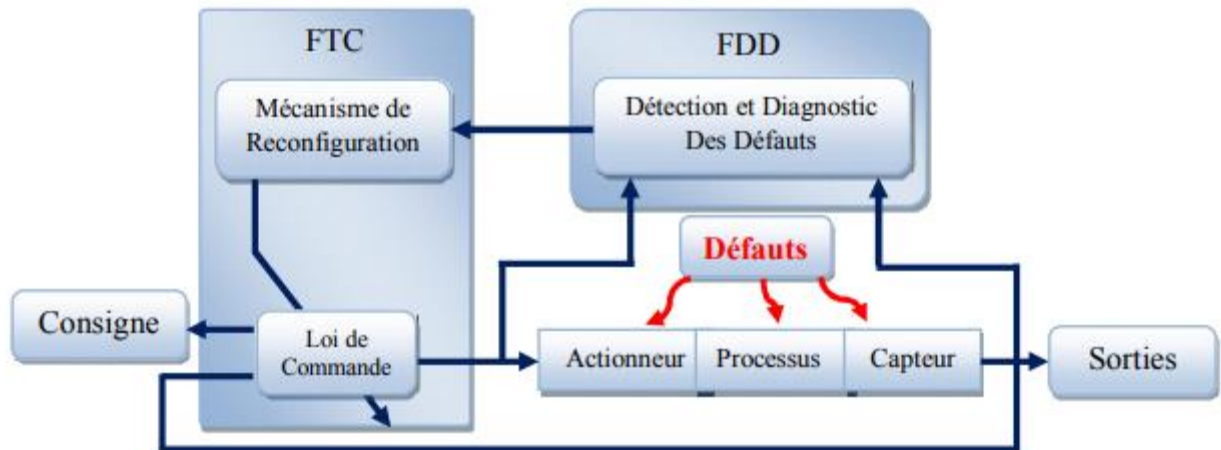 FTC
FDD
Mécanisme de
Reconfiguration
Détection et Diagnostic
Des Défauts
Défauts
Consigne
Loi de
Commande
Actionneur
Processus
Capteur
Sorties